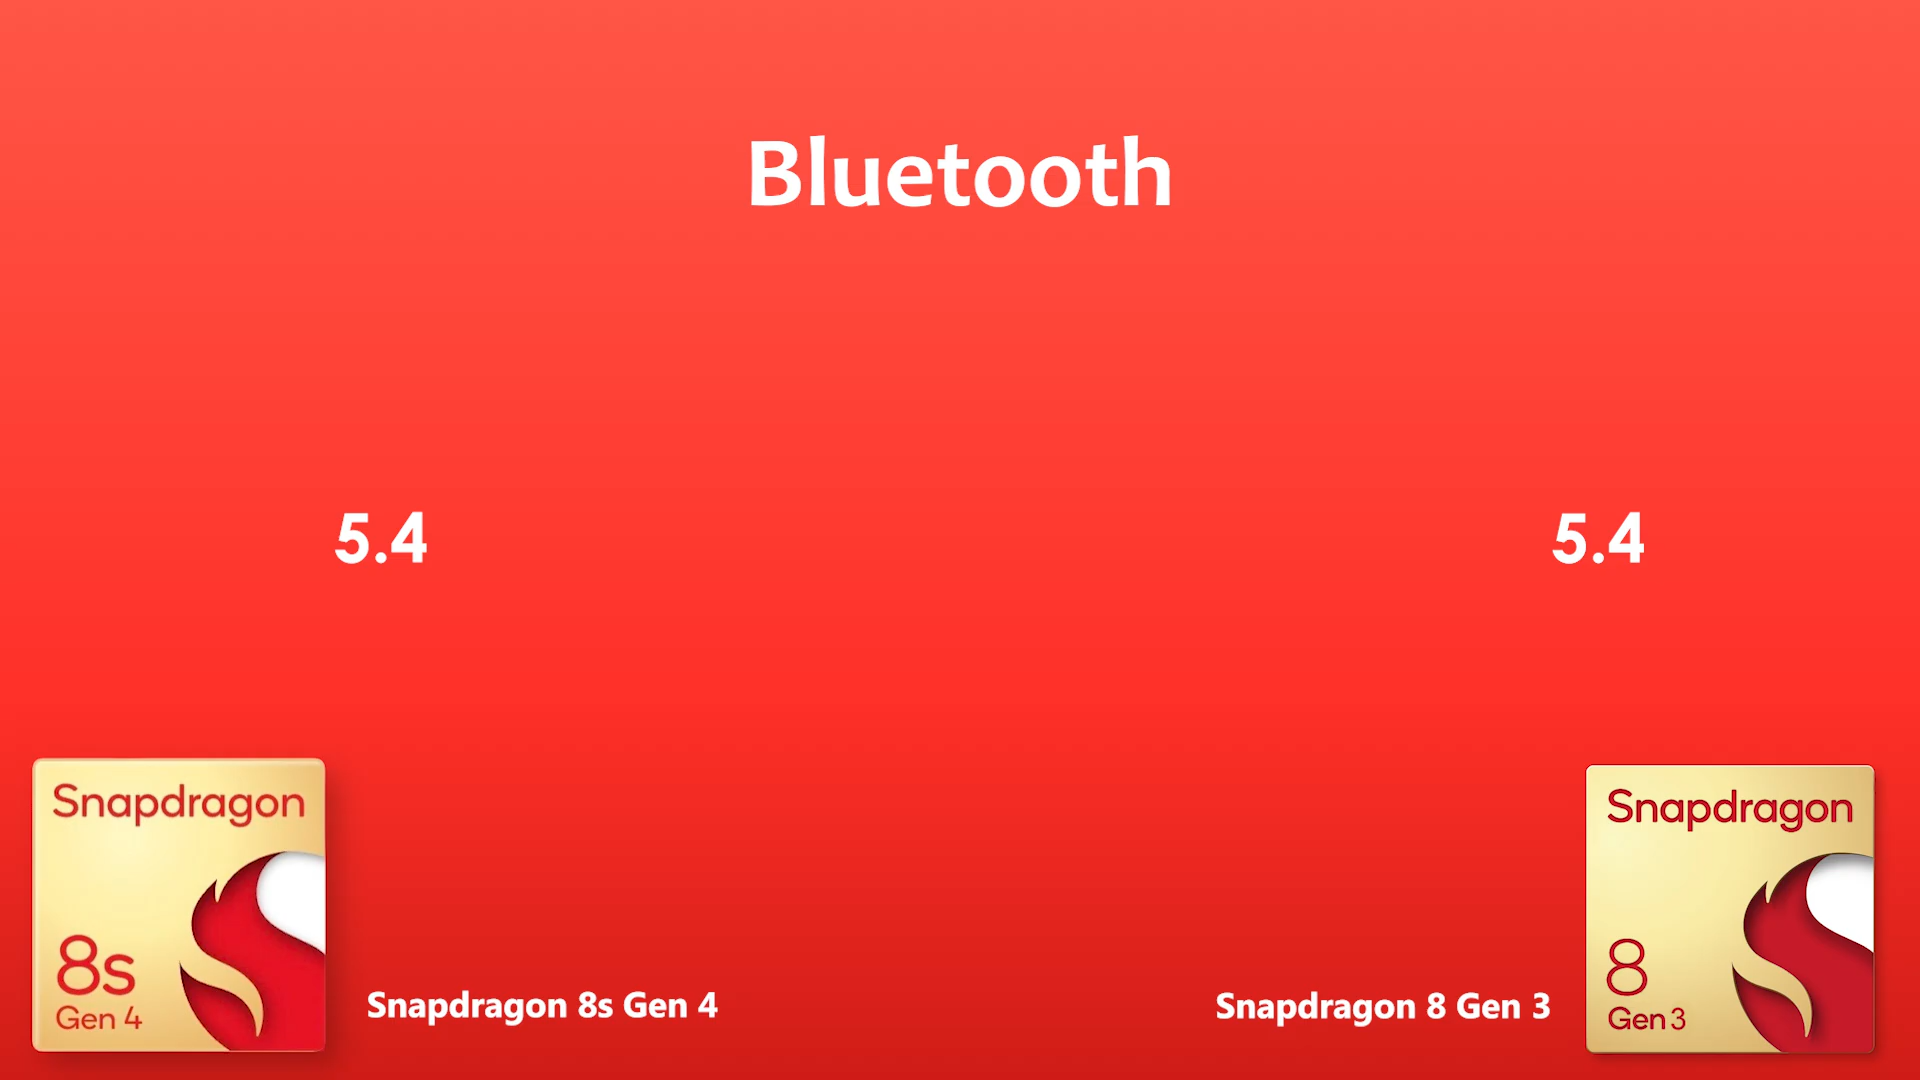 Bluetooth
5.4
5.4
Snapdragon
8s
Gen 4
Snapdragon 8s Gen 4
Snapdragon 8 Gen 3
Snapdragon
8
Gen 3